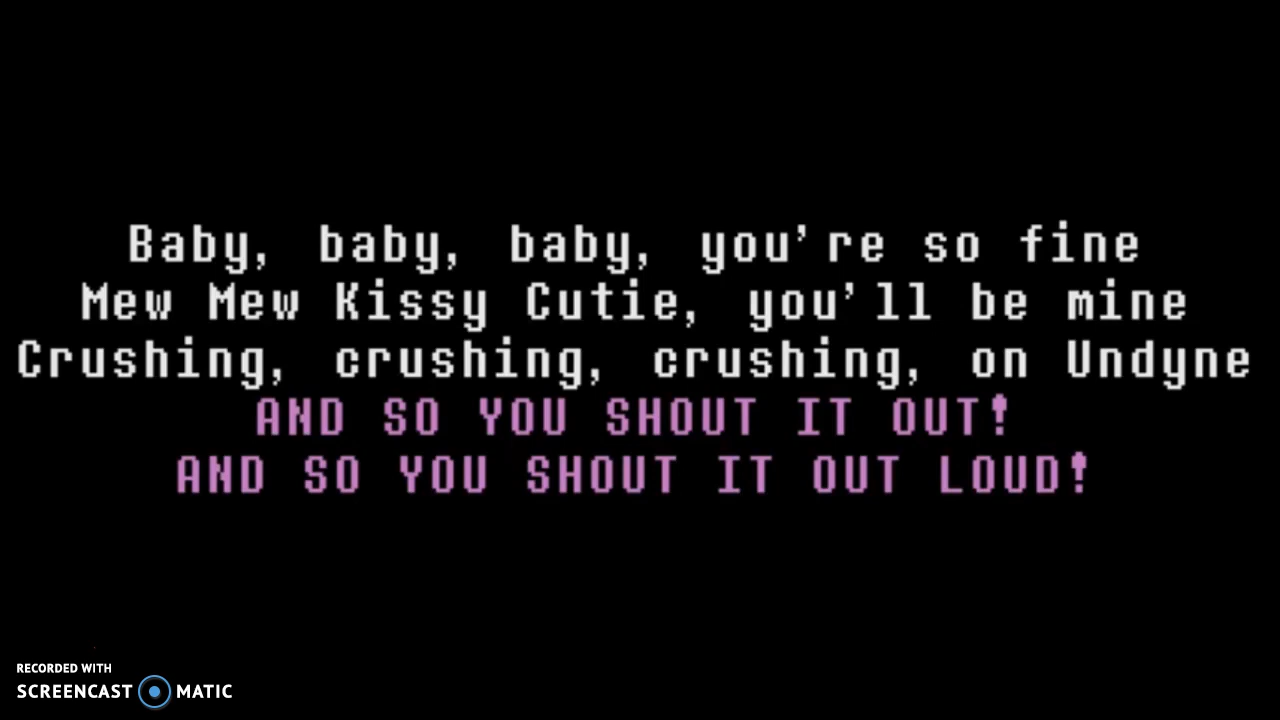 Baby, baby, baby, you're so fine
Mew Mew Kissy Cutie, you'll be mine
Crushing, crushing, crushing, on Undyne
AND SO YOU SHOUT IT OUT!
AND SO YOU SHOUT IT OUT LOUD!
RECORDED WITH
SCREENCAST MATIC